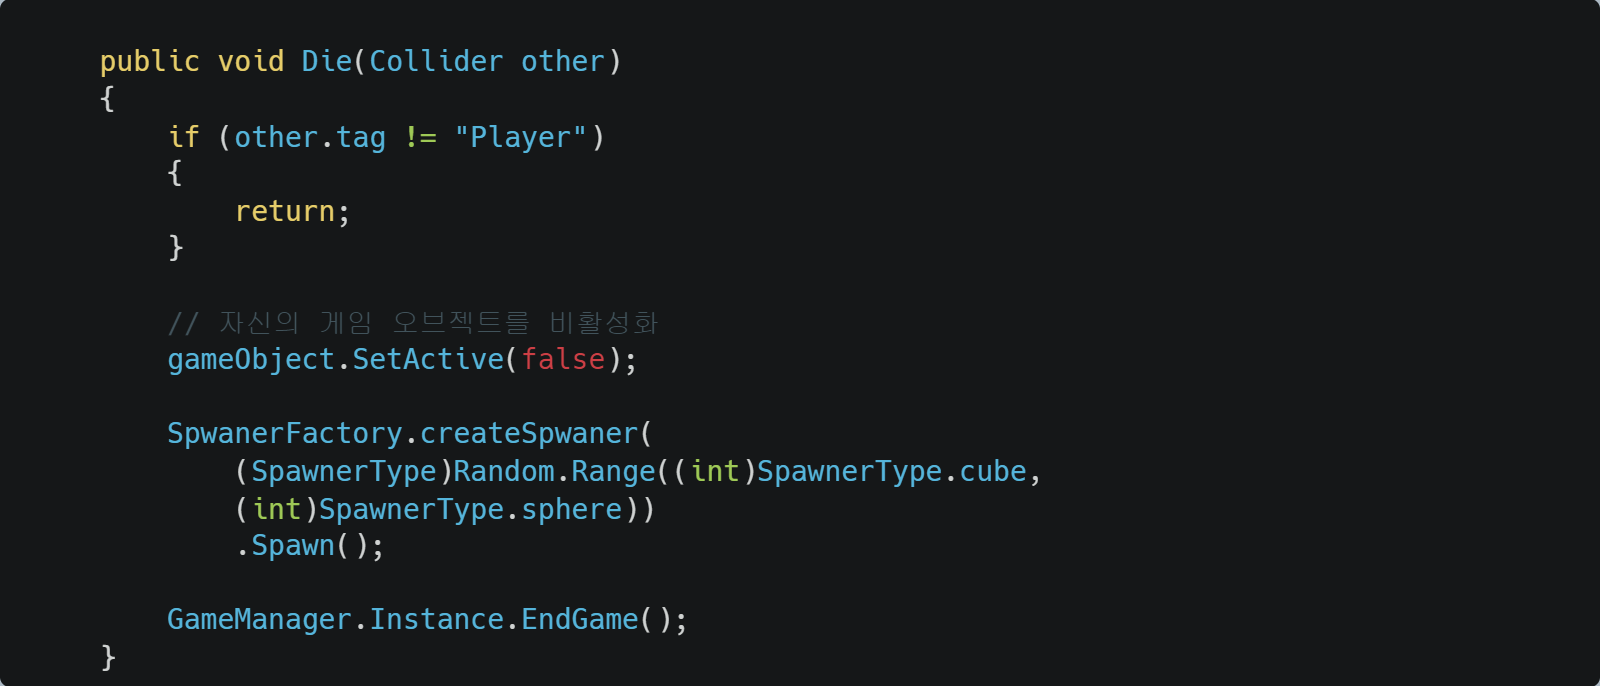 public void Die(Collider other)
{
if (other.tag != "Player")
{
return;
}
// 자신의 게임 오브젝트를 비활성화
gameObject.SetActive(false);
SpwanerFactory.createSpwaner(
(SpawnerType)Random.Range((int)SpawnerType.cube,
(int)SpawnerType.sphere))
.Spawn();
GameManager.Instance.EndGame();
}